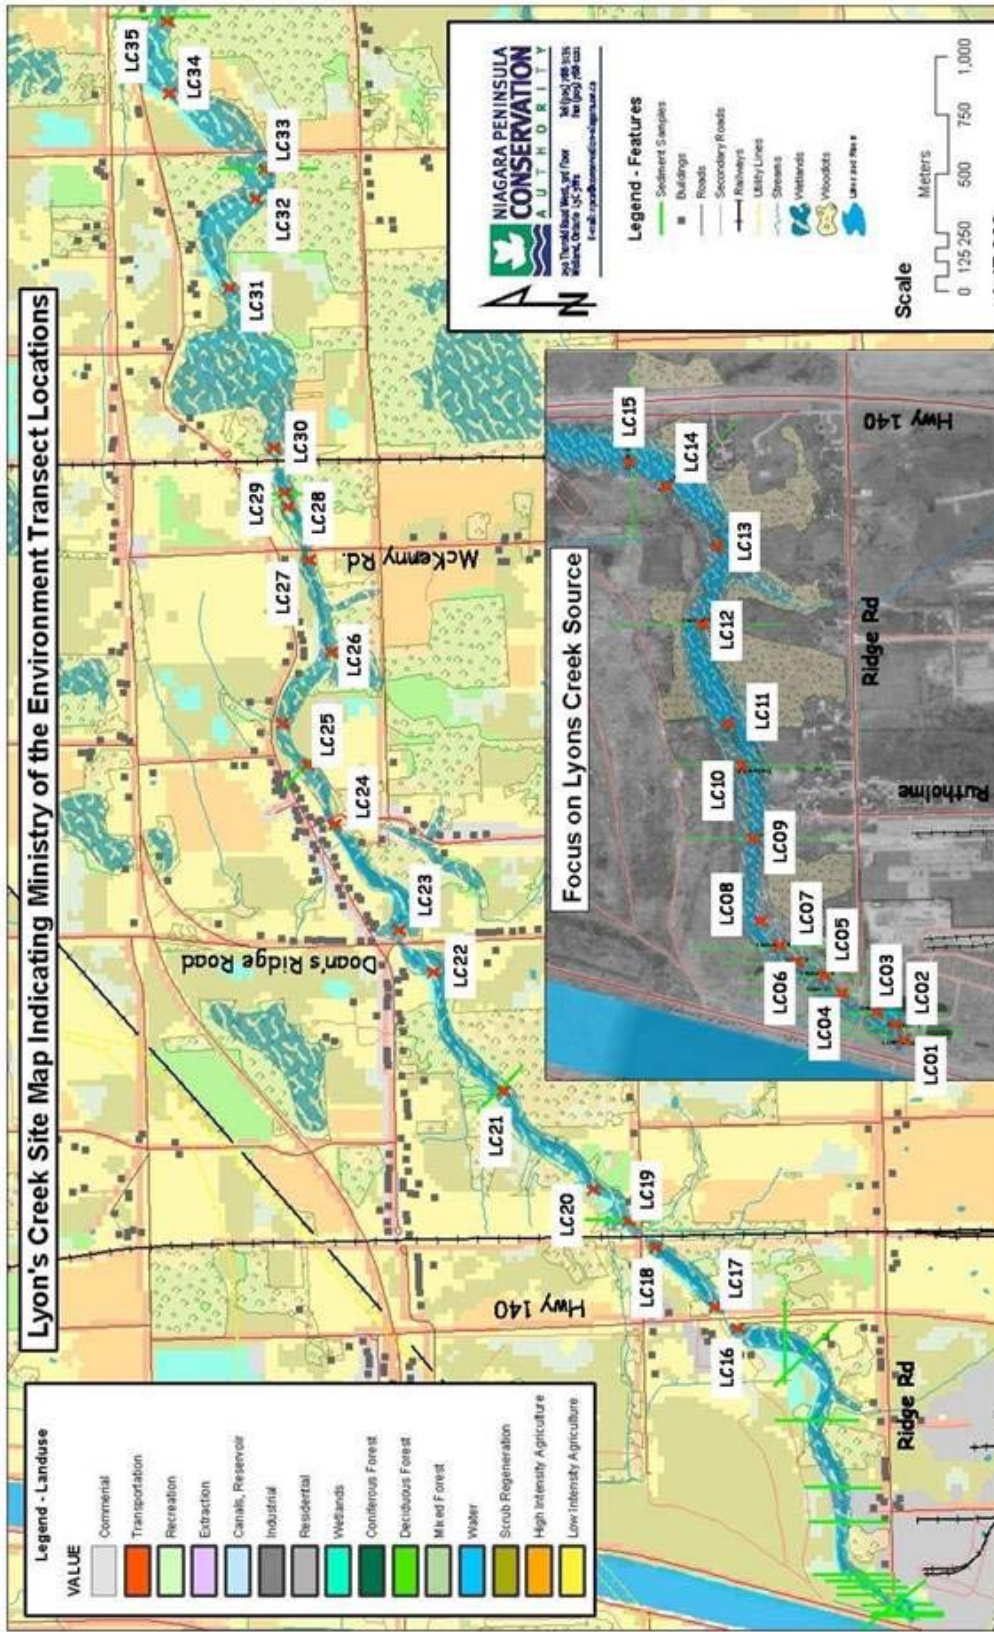 Lyon's Creek Site Map Indicating Ministry of the Environment Transect Locations
Legend - Landuse
VALUE
Commerial
Transportation
Recreation
Extraction
Canals, Reservoir
Industrial
Residential
Wetlands
Coniferous Forest
Deciduous Forest
Mixed Forest
Water
Scrub Regeneration
High Intensity Agriculture
Low Intensity Agriculture
LC16
LC17
LC18
LC19
LC20
LC21
LC22
LC23
LC24
LC25
LC26
LC27
LC28
LC29
LC30
LC31
LC32
LC33
LC34
LC35
Hwy 140
Ridge Rd
Doan's Ridge Road
McKenny Rd.
Focus on Lyons Creek Source
LC01
LC02
LC03
LC04
LC05
LC06
LC07
LC08
LC09
LC10
LC11
LC12
LC13
LC14
LC15
Rutholme
Ridge Rd
Hwy 140
N
NIAGARA PENINSULA
CONSERVATION
AUTHORITY
Legend - Features
Sediment Samples
Buildings
Roads
Secondary Roads
Railways
Utility Lines
Streams
Wetlands
Woodlots
Scale
Meters
0 125 250 500 750 1,000